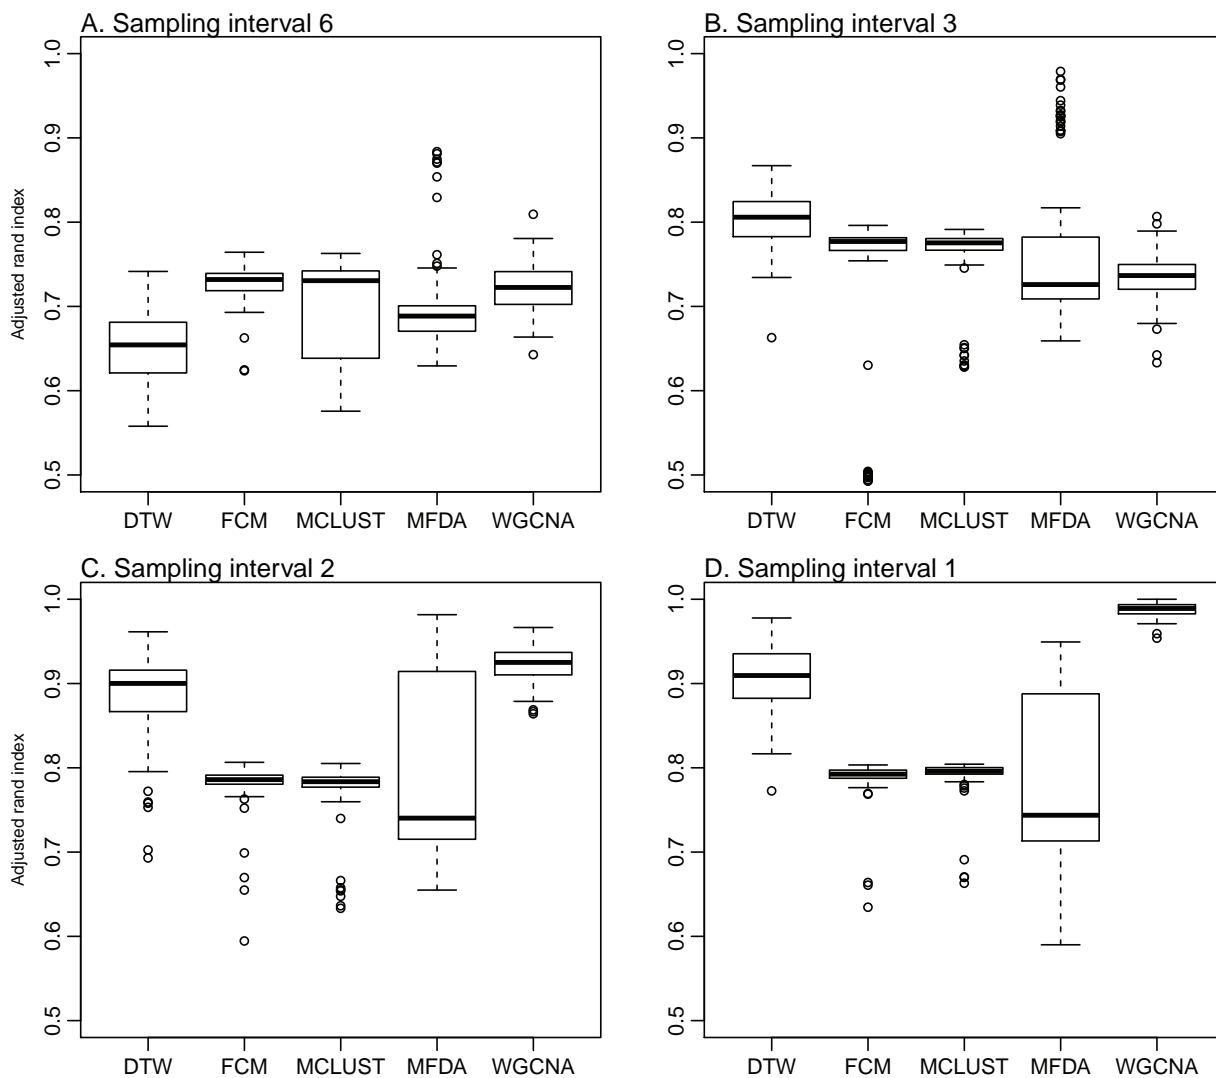 A. Sampling interval 6
Adjusted rand index
1.0
0.9
0.8
0.7
0.6
0.5
DTW FCM MCLUST MFDA WGCNA
B. Sampling interval 3
1.0
0.9
0.8
0.7
0.6
0.5
DTW FCM MCLUST MFDA WGCNA
C. Sampling interval 2
Adjusted rand index
1.0
0.9
0.8
0.7
0.6
0.5
DTW FCM MCLUST MFDA WGCNA
D. Sampling interval 1
1.0
0.9
0.8
0.7
0.6
0.5
DTW FCM MCLUST MFDA WGCNA